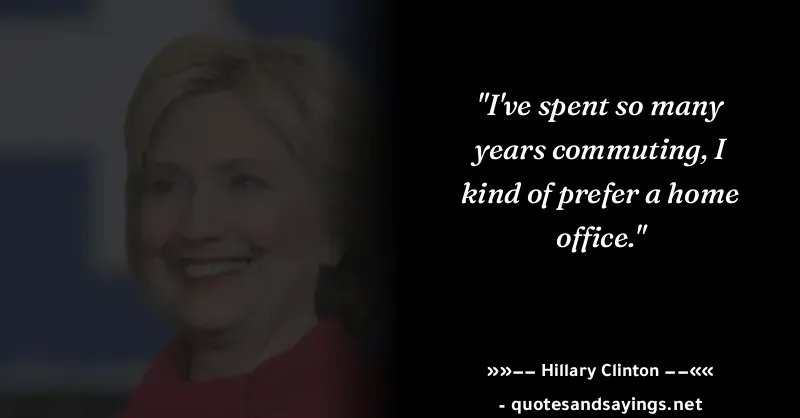 "I've spent so many
years commuting, I
kind of prefer a home
office."
»»−− Hillary Clinton −−««
- quotesandsayings.net